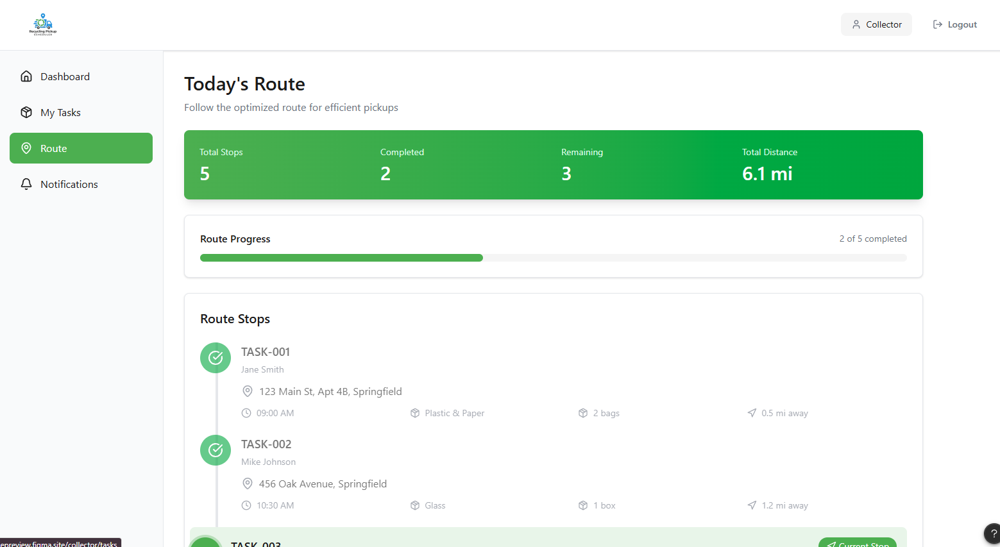 Recycling Pickup
SCHEDULER
Collector
Logout
Dashboard
My Tasks
Route
Notifications
Today's Route
Follow the optimized route for efficient pickups
Total Stops
Completed
Remaining
Total Distance
5
2
3
6.1 mi
Route Progress
2 of 5 completed
Route Stops
TASK-001
Jane Smith
123 Main St, Apt 4B, Springfield
09:00 AM
Plastic & Paper
2 bags
0.5 mi away
TASK-002
Mike Johnson
456 Oak Avenue, Springfield
10:30 AM
Glass
1 box
1.2 mi away
TASK-003
Current Stop
epreview.figma.site/collector/tasks
?